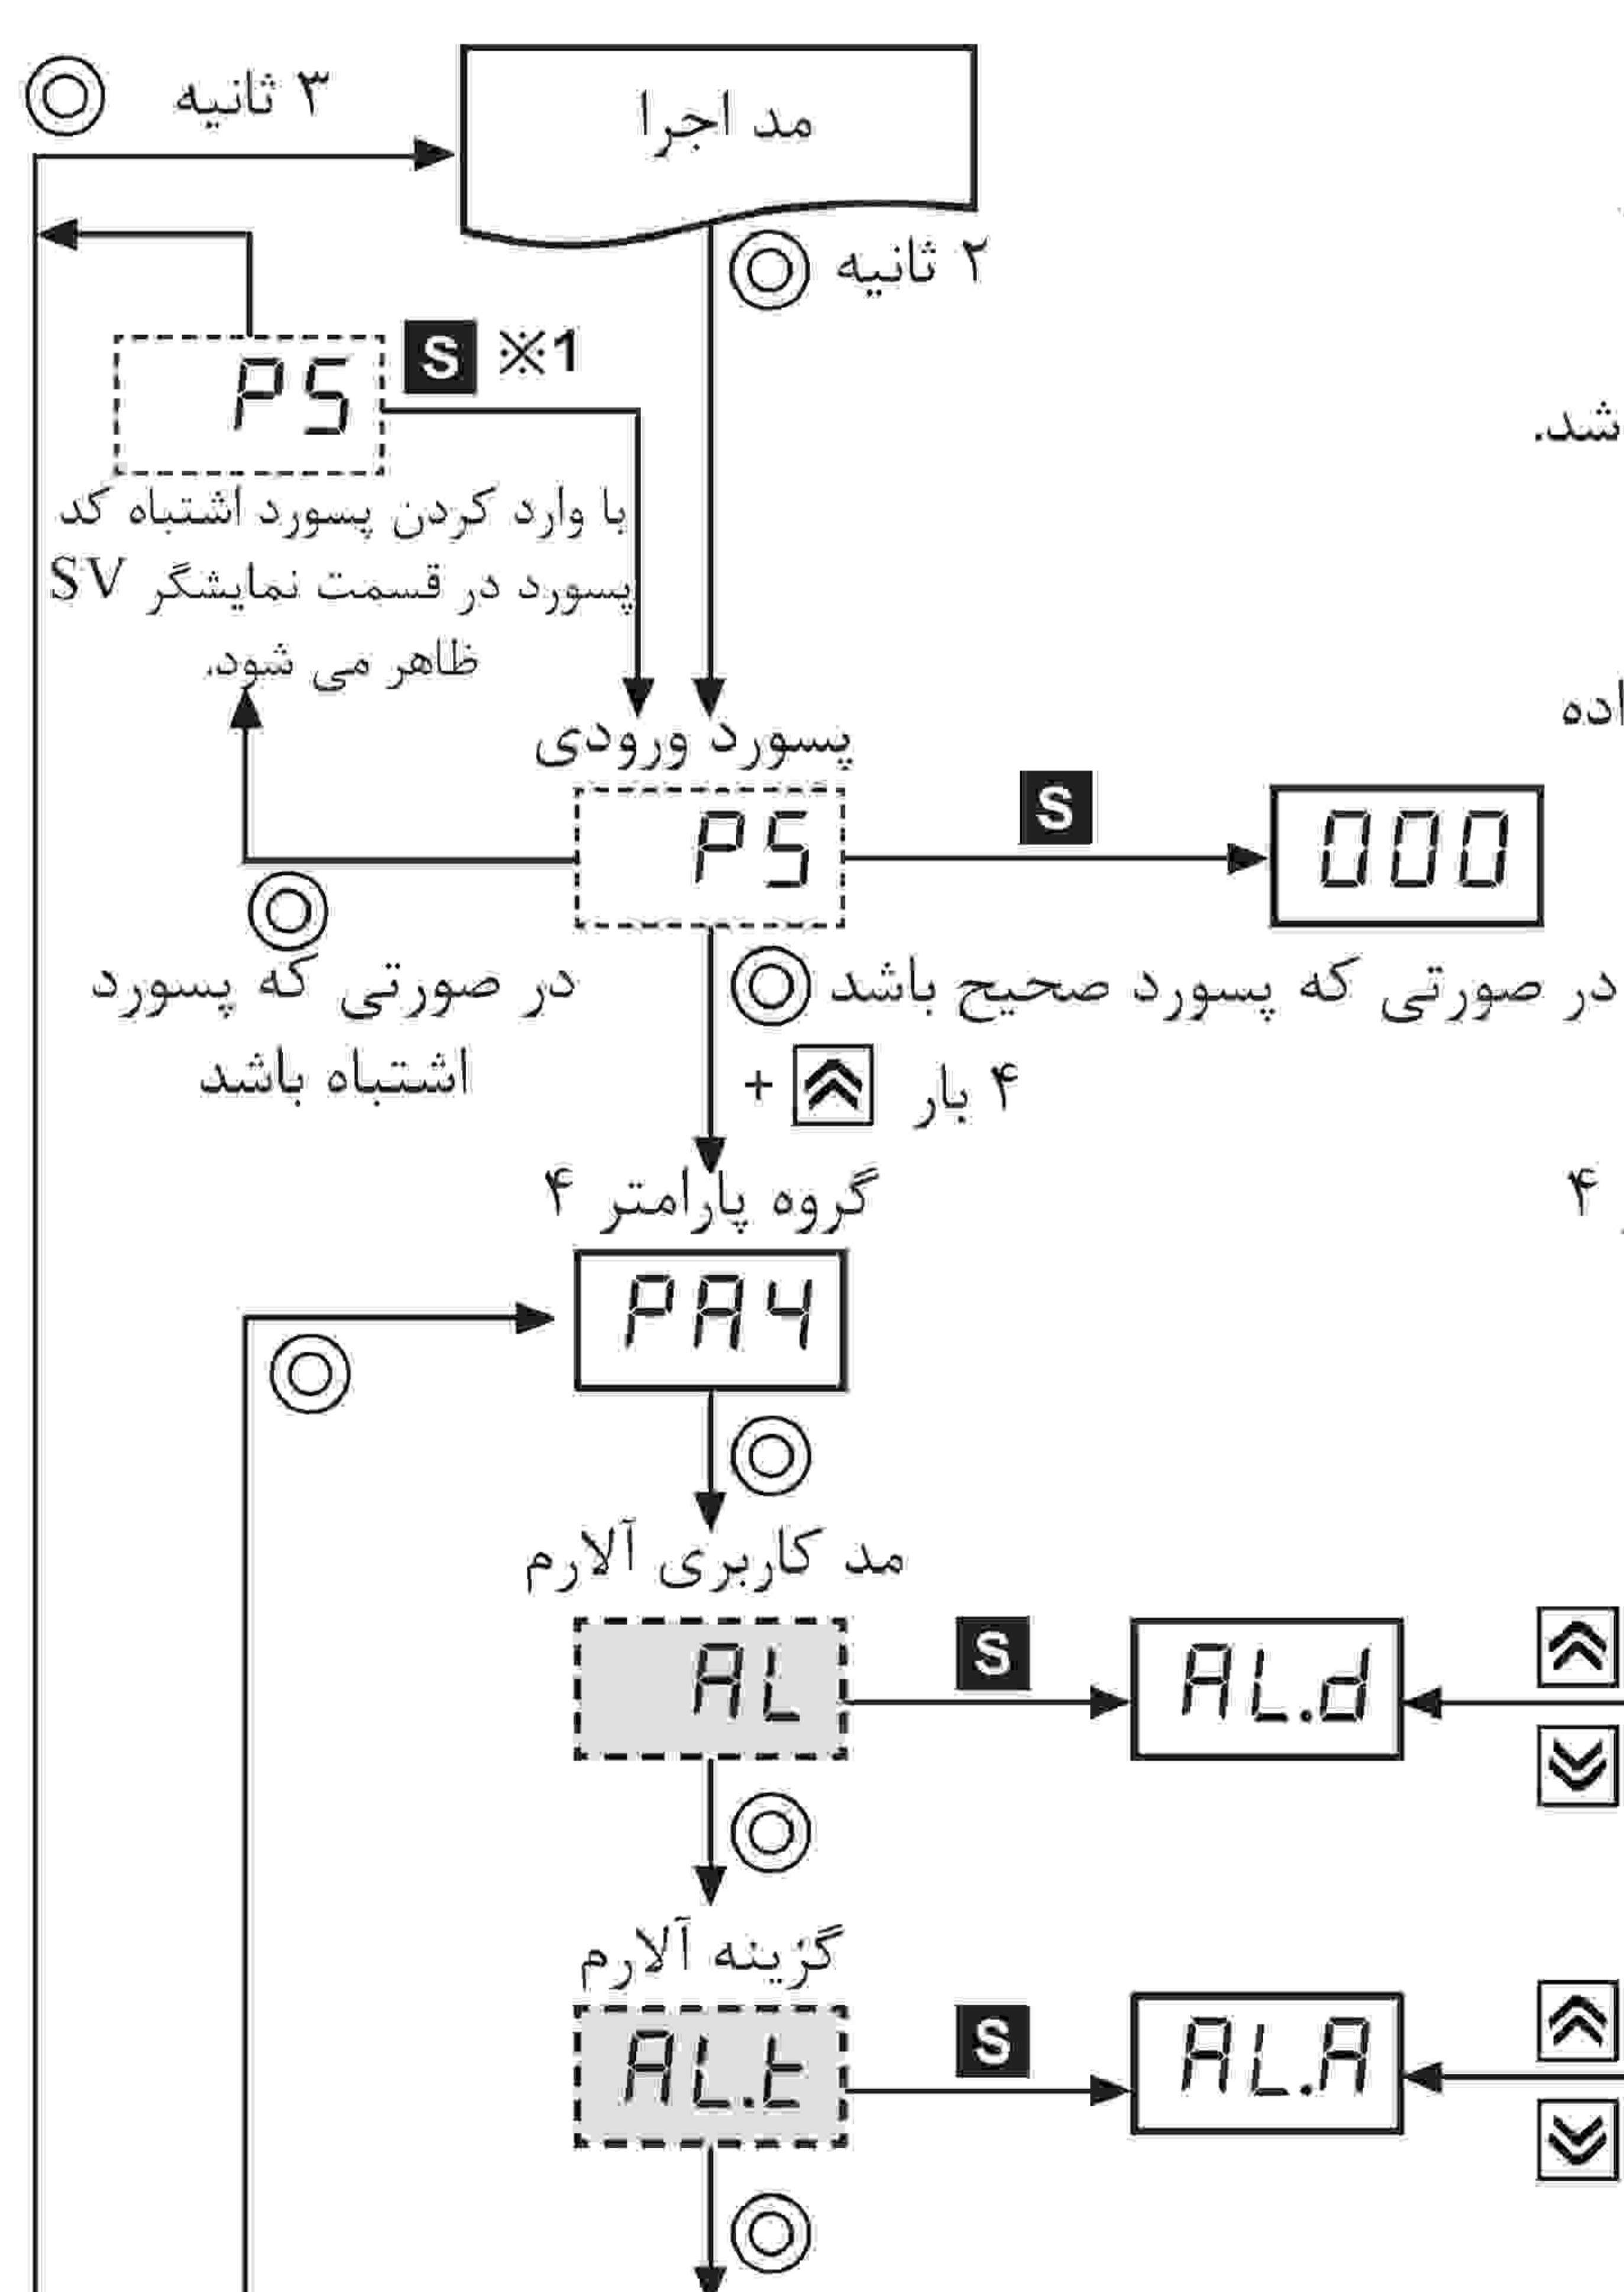 ۳ ثانیه
مد اجرا
۲ ثانیه
PS
S ※1
با وارد کردن پسورد اشتباه کد
پسورد در قسمت نمایشگر SV
ظاهر می شود.
شد.
پسورد ورودی
PS
S
000
در صورتی که پسورد
اشتباه باشد
در صورتی که پسورد صحیح باشد
+ ۴ بار
گروه پارامتر ۴
۴
PA4
مد کاربری آلارم
AL
S
AL.d
گزینه آلارم
AL.t
S
AL.A